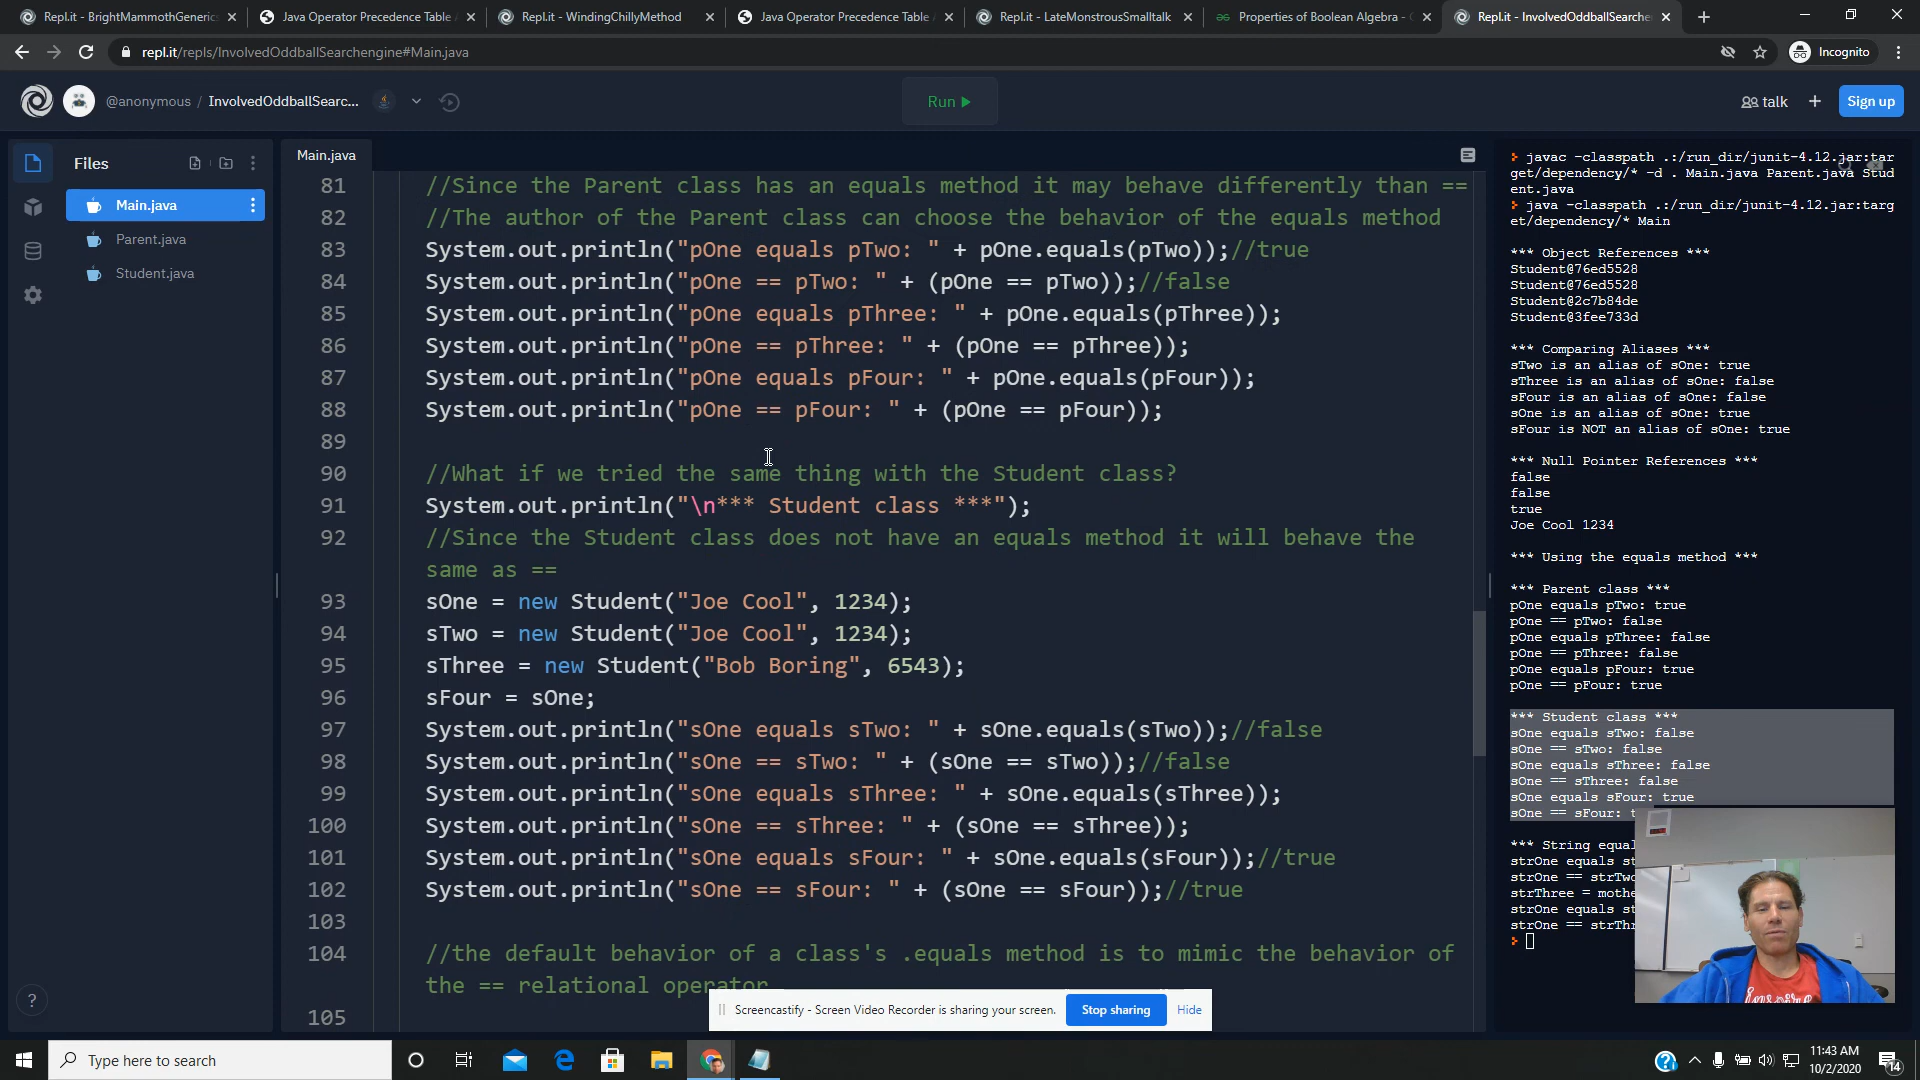 Repl.it - BrightMammothGenerics
Java Operator Precedence Table
Repl.it - WindingChillyMethod
Java Operator Precedence Table
Repl.it - LateMonstrousSmalltalk
Properties of Boolean Algebra -
Repl.it - InvolvedOddballSearche
repl.it/repls/InvolvedOddballSearchengine#Main.java
Incognito
@anonymous / InvolvedOddballSearc...
Run
talk
Sign up
Files
Main.java
Parent.java
Student.java
Main.java
81 //Since the Parent class has an equals method it may behave differently than ==
82 //The author of the Parent class can choose the behavior of the equals method
83 System.out.println("pOne equals pTwo: " + pOne.equals(pTwo));//true
84 System.out.println("pOne == pTwo: " + (pOne == pTwo));//false
85 System.out.println("pOne equals pThree: " + pOne.equals(pThree));
86 System.out.println("pOne == pThree: " + (pOne == pThree));
87 System.out.println("pOne equals pFour: " + pOne.equals(pFour));
88 System.out.println("pOne == pFour: " + (pOne == pFour));
89
90 //What if we tried the same thing with the Student class?
91 System.out.println("\n*** Student class ***");
92 //Since the Student class does not have an equals method it will behave the
same as ==
93 sOne = new Student("Joe Cool", 1234);
94 sTwo = new Student("Joe Cool", 1234);
95 sThree = new Student("Bob Boring", 6543);
96 sFour = sOne;
97 System.out.println("sOne equals sTwo: " + sOne.equals(sTwo));//false
98 System.out.println("sOne == sTwo: " + (sOne == sTwo));//false
99 System.out.println("sOne equals sThree: " + sOne.equals(sThree));
100 System.out.println("sOne == sThree: " + (sOne == sThree));
101 System.out.println("sOne equals sFour: " + sOne.equals(sFour));//true
102 System.out.println("sOne == sFour: " + (sOne == sFour));//true
103
104 //the default behavior of a class's .equals method is to mimic the behavior of
the == relational operator
105
javac -classpath .:/run_dir/junit-4.12.jar:tar
get/dependency/* -d . Main.java Parent.java Stud
ent.java
java -classpath .:/run_dir/junit-4.12.jar:targ
et/dependency/* Main
*** Object References ***
Student@76ed5528
Student@76ed5528
Student@2c7b84de
Student@3fee733d
*** Comparing Aliases ***
sTwo is an alias of sOne: true
sThree is an alias of sOne: false
sFour is an alias of sOne: false
sOne is an alias of sOne: true
sFour is NOT an alias of sOne: true
*** Null Pointer References ***
false
false
true
Joe Cool 1234
*** Using the equals method ***
*** Parent class ***
pOne equals pTwo: true
pOne == pTwo: false
pOne equals pThree: false
pOne == pThree: false
pOne equals pFour: true
pOne == pFour: true
*** Student class ***
sOne equals sTwo: false
sOne == sTwo: false
sOne equals sThree: false
sOne == sThree: false
sOne equals sFour: true
sOne == sFour: t
*** String equal
strOne equals st
strOne == strTwo
strThree = mothe
strOne equals st
strOne == strThr
Screencastify - Screen Video Recorder is sharing your screen.
Stop sharing
Hide
Type here to search
11:43 AM
10/2/2020
14